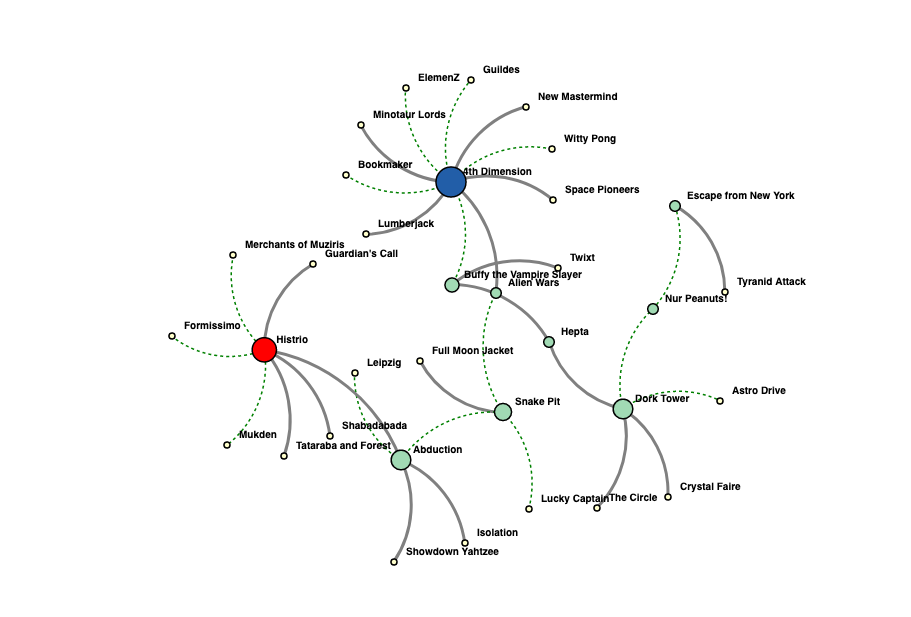 Guildes
ElemenZ
New Mastermind
Minotaur Lords
Witty Pong
Bookmaker
4th Dimension
Space Pioneers
Escape from New York
Lumberjack
Merchants of Muziris
Guardian's Call
Twixt
Buffy the Vampire Slayer
Alien Wars
Tyranid Attack
Nur Peanuts!
Formissimo
Histrio
Hepta
Full Moon Jacket
Leipzig
Astro Drive
Dork Tower
Snake Pit
Shabadabada
Mukden
Tataraba and Forest
Abduction
Crystal Faire
Lucky Captain
The Circle
Isolation
Showdown Yahtzee